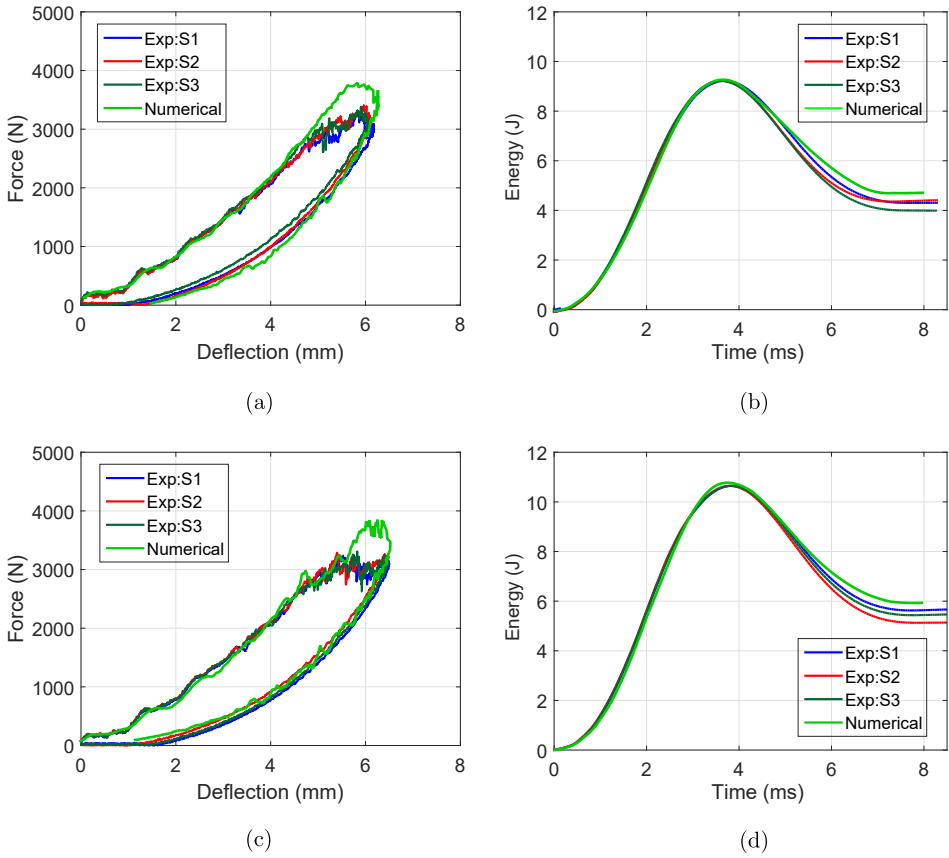 5000
4000
3000
2000
1000
0
Force (N)
Exp:S1
Exp:S2
Exp:S3
Numerical
0 2 4 6 8
Deflection (mm)
(a)
12
10
8
6
4
2
0
Energy (J)
Exp:S1
Exp:S2
Exp:S3
Numerical
0 2 4 6 8
Time (ms)
(b)
5000
4000
3000
2000
1000
0
Force (N)
Exp:S1
Exp:S2
Exp:S3
Numerical
0 2 4 6 8
Deflection (mm)
(c)
12
10
8
6
4
2
0
Energy (J)
Exp:S1
Exp:S2
Exp:S3
Numerical
0 2 4 6 8
Time (ms)
(d)